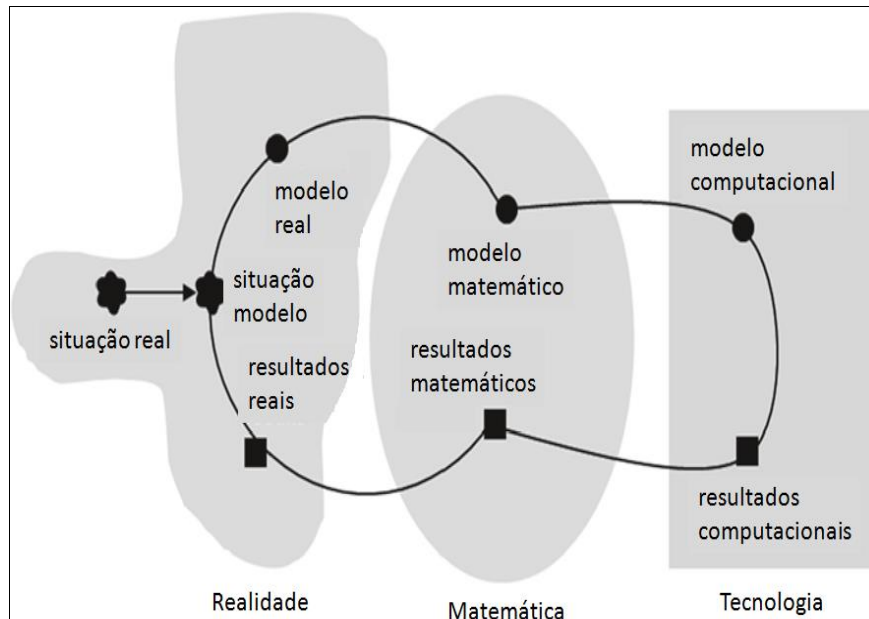 modelo
real
situação real
situação
modelo
resultados
reais
modelo
matemático
resultados
matemáticos
modelo
computacional
resultados
computacionais
Realidade
Matemática
Tecnologia